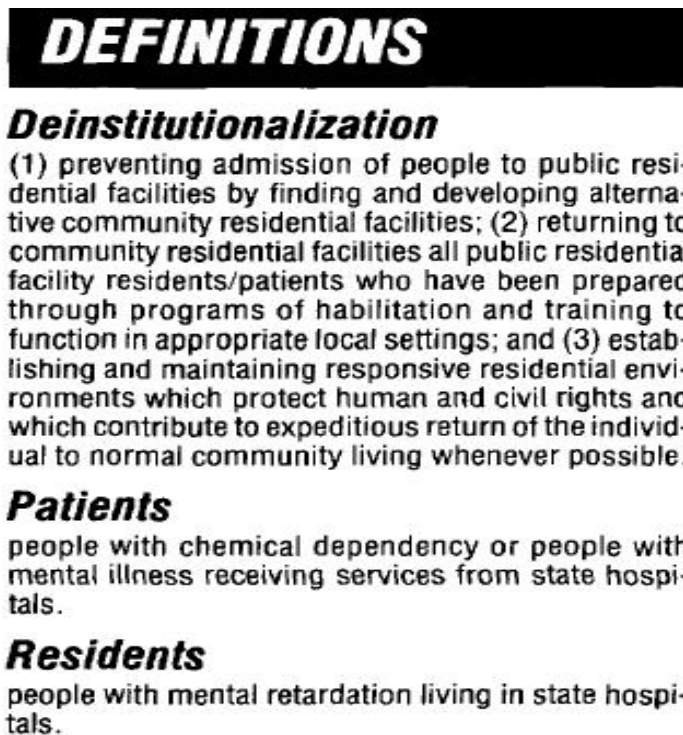 DEFINITIONS
Deinstitutionalization
(1) preventing admission of people to public resi-
dential facilities by finding and developing alterna-
tive community residential facilities; (2) returning to
community residential facilities all public residentia
facility residents/patients who have been prepared
through programs of habilitation and training to
function in appropriate local settings; and (3) estab-
lishing and maintaining responsive residential envi-
ronments which protect human and civil rights and
which contribute to expeditious return of the individ-
ual to normal community living whenever possible.
Patients
people with chemical dependency or people with
mental illness receiving services from state hospi-
tals.
Residents
people with mental retardation living in state hospi-
tals.